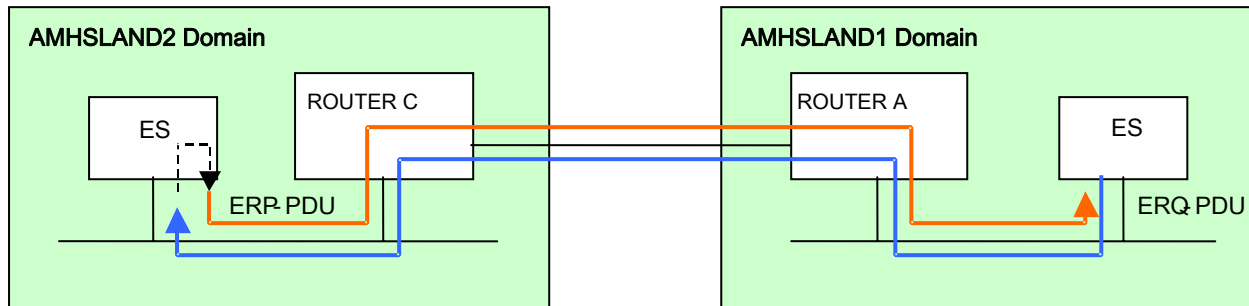 AMHSLAND2 Domain
AMHSLAND1 Domain
ROUTER C
ROUTER A
ES
ES
ERP-PDU
ERQ-PDU